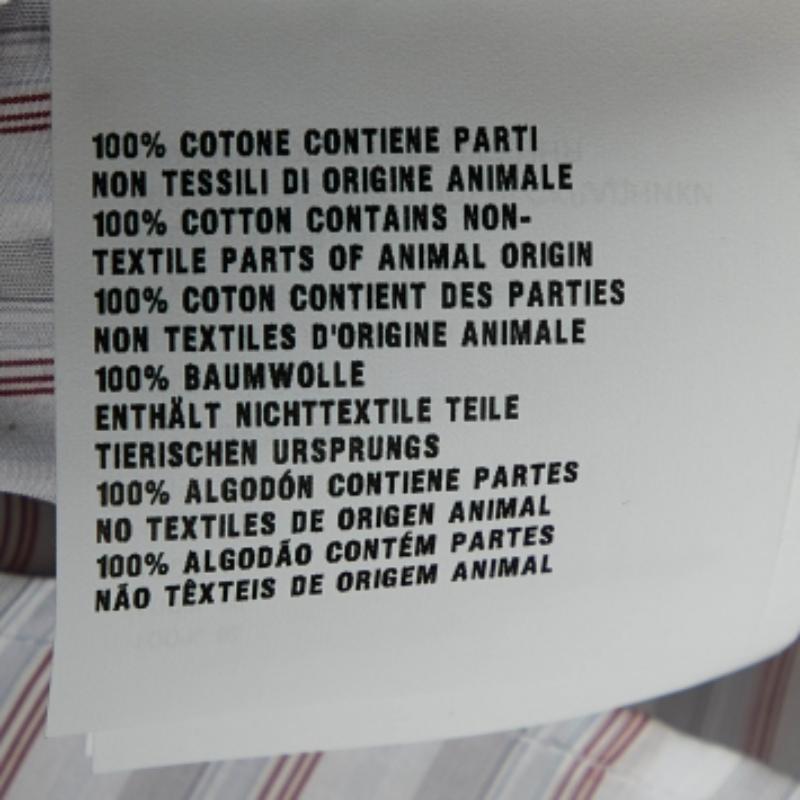 100% COTONE CONTIENE PARTI
NON TESSILI DI ORIGINE ANIMALE
100% COTTON CONTAINS NON-
TEXTILE PARTS OF ANIMAL ORIGIN
100% COTON CONTIENT DES PARTIES
NON TEXTILES D'ORIGINE ANIMALE
100% BAUMWOLLE
ENTHÄLT NICHTTEXTILE TEILE
TIERISCHEN URSPRUNGS
100% ALGODÓN CONTIENE PARTES
NO TEXTILES DE ORIGEN ANIMAL
100% ALGODÃO CONTÉM PARTES
NÃO TÊXTEIS DE ORIGEM ANIMAL